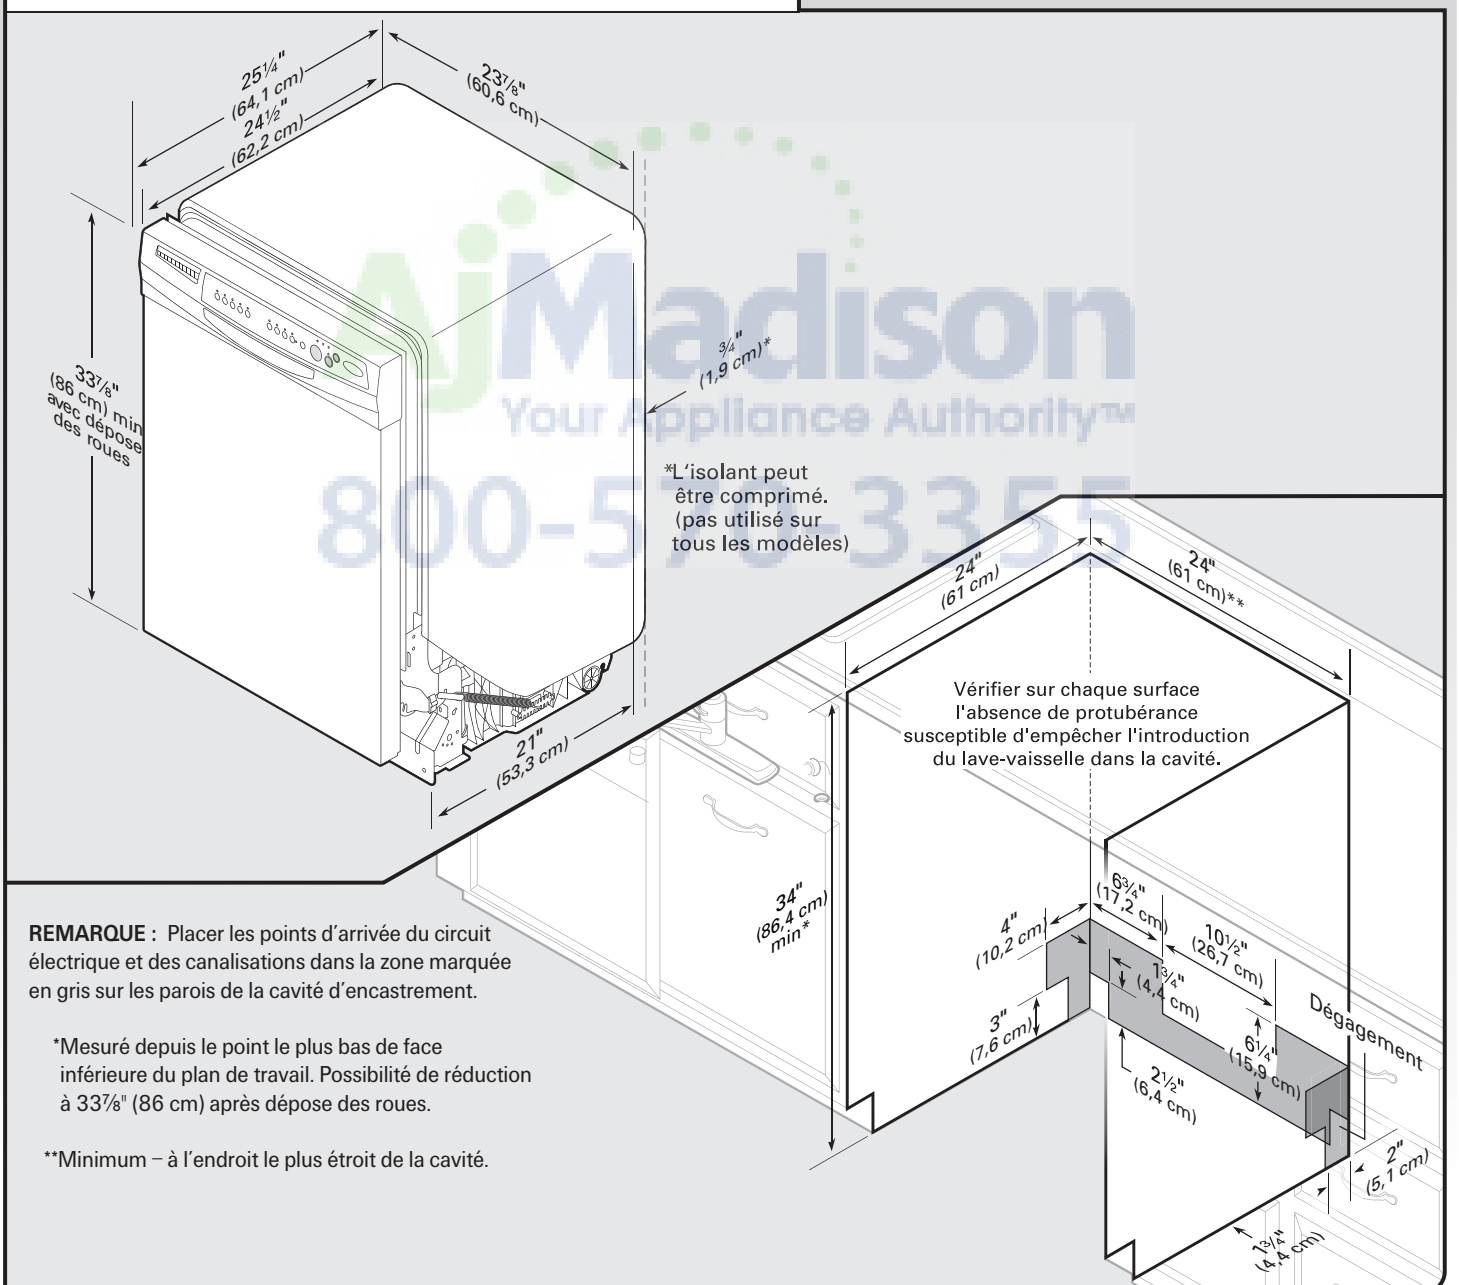 25¼"
(64,1 cm)
24½"
(62,2 cm)
23⅞"
(60,6 cm)
33⅞"
(86 cm) min
avec dépose
des roues
¾"
(1,9 cm)*
AjMadison
Your Appliance Authority™
800-570-3355
*L'isolant peut
être comprimé.
(pas utilisé sur
tous les modèles)
21"
(53,3 cm)
24"
(61 cm)
24"
(61 cm)**
Vérifier sur chaque surface
l'absence de protubérance
susceptible d'empêcher l'introduction
du lave-vaisselle dans la cavité.
34"
(86,4 cm)
min*
4"
(10,2 cm)
6¾"
(17,2 cm)
10½"
(26,7 cm)
1¾"
(4,4 cm)
3"
(7,6 cm)
6¼"
(15,9 cm)
2½"
(6,4 cm)
Dégagement
2"
(5,1 cm)
1¾"
(4,4 cm)
REMARQUE : Placer les points d'arrivée du circuit
électrique et des canalisations dans la zone marquée
en gris sur les parois de la cavité d'encastrement.
*Mesuré depuis le point le plus bas de face
inférieure du plan de travail. Possibilité de réduction
à 33⅞" (86 cm) après dépose des roues.
**Minimum – à l'endroit le plus étroit de la cavité.